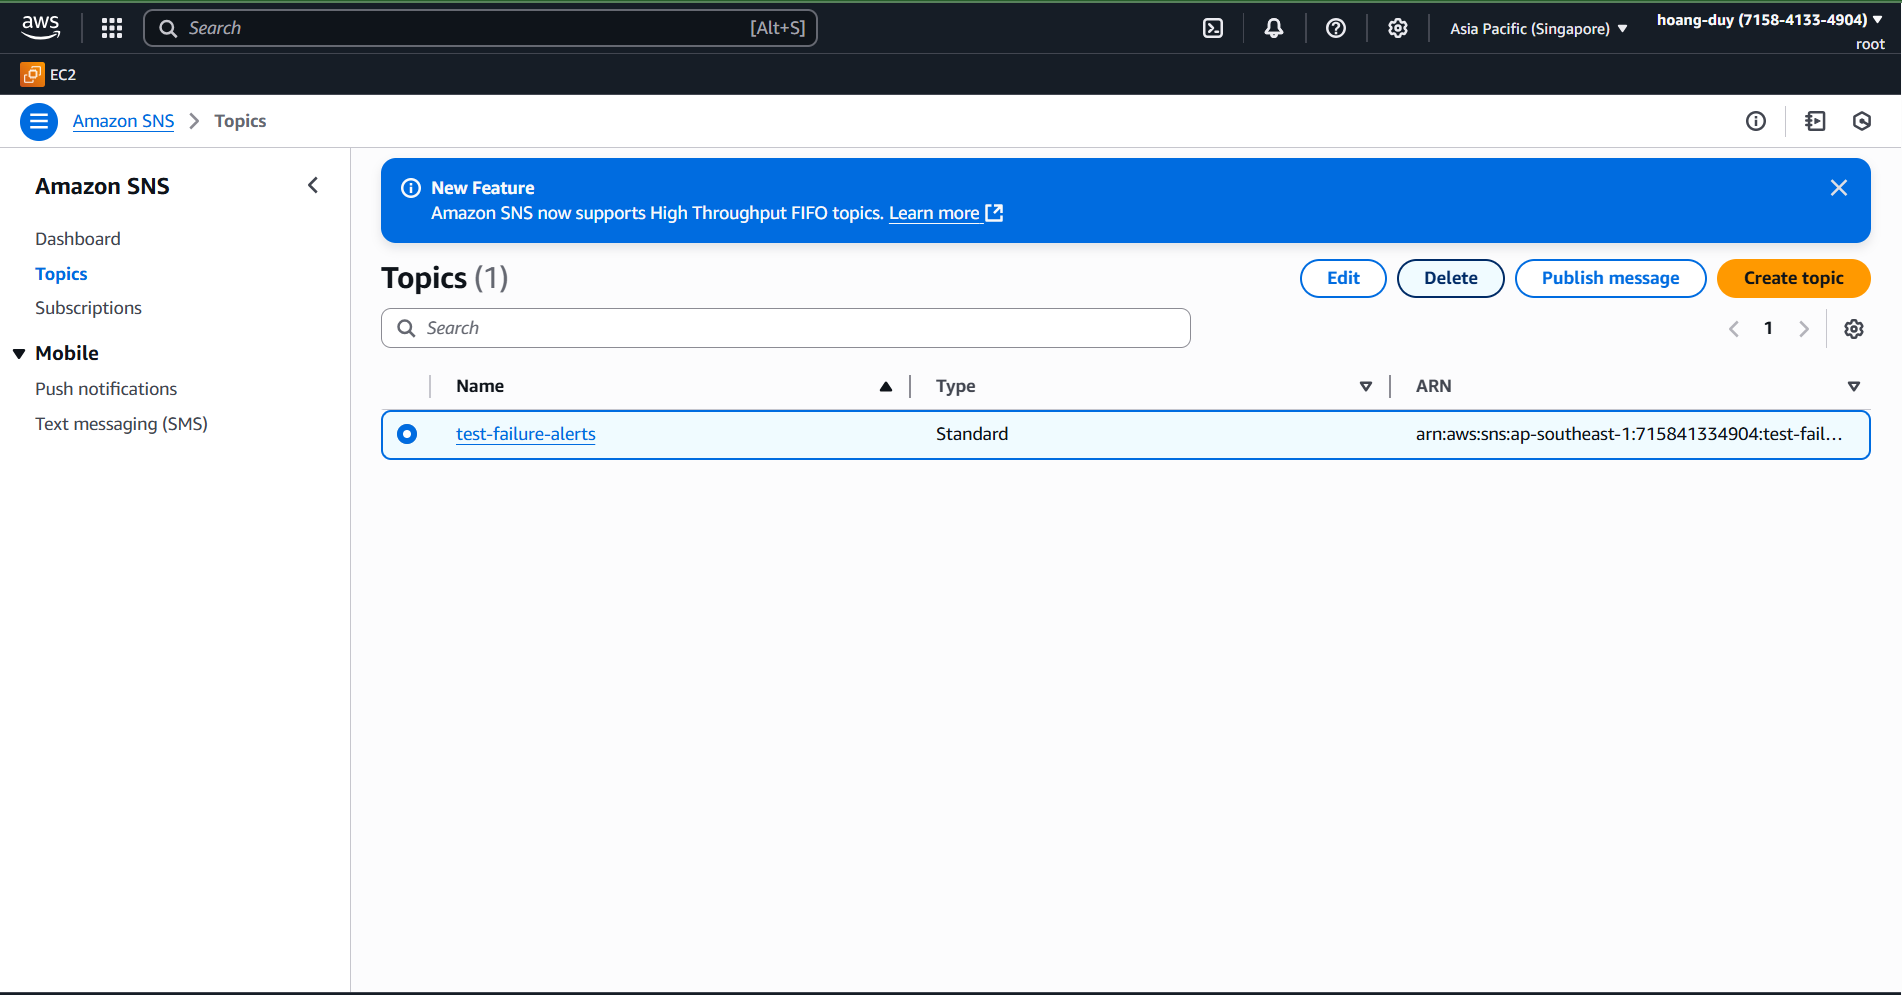 aws
Search [Alt+S]
Asia Pacific (Singapore)
hoang-duy (7158-4133-4904)
root
EC2
Amazon SNS > Topics
Amazon SNS
Dashboard
Topics
Subscriptions
Mobile
Push notifications
Text messaging (SMS)
New Feature
Amazon SNS now supports High Throughput FIFO topics. Learn more
Topics (1)
Edit
Delete
Publish message
Create topic
Search
1
Name Type ARN
test-failure-alerts Standard arn:aws:sns:ap-southeast-1:715841334904:test-fail...